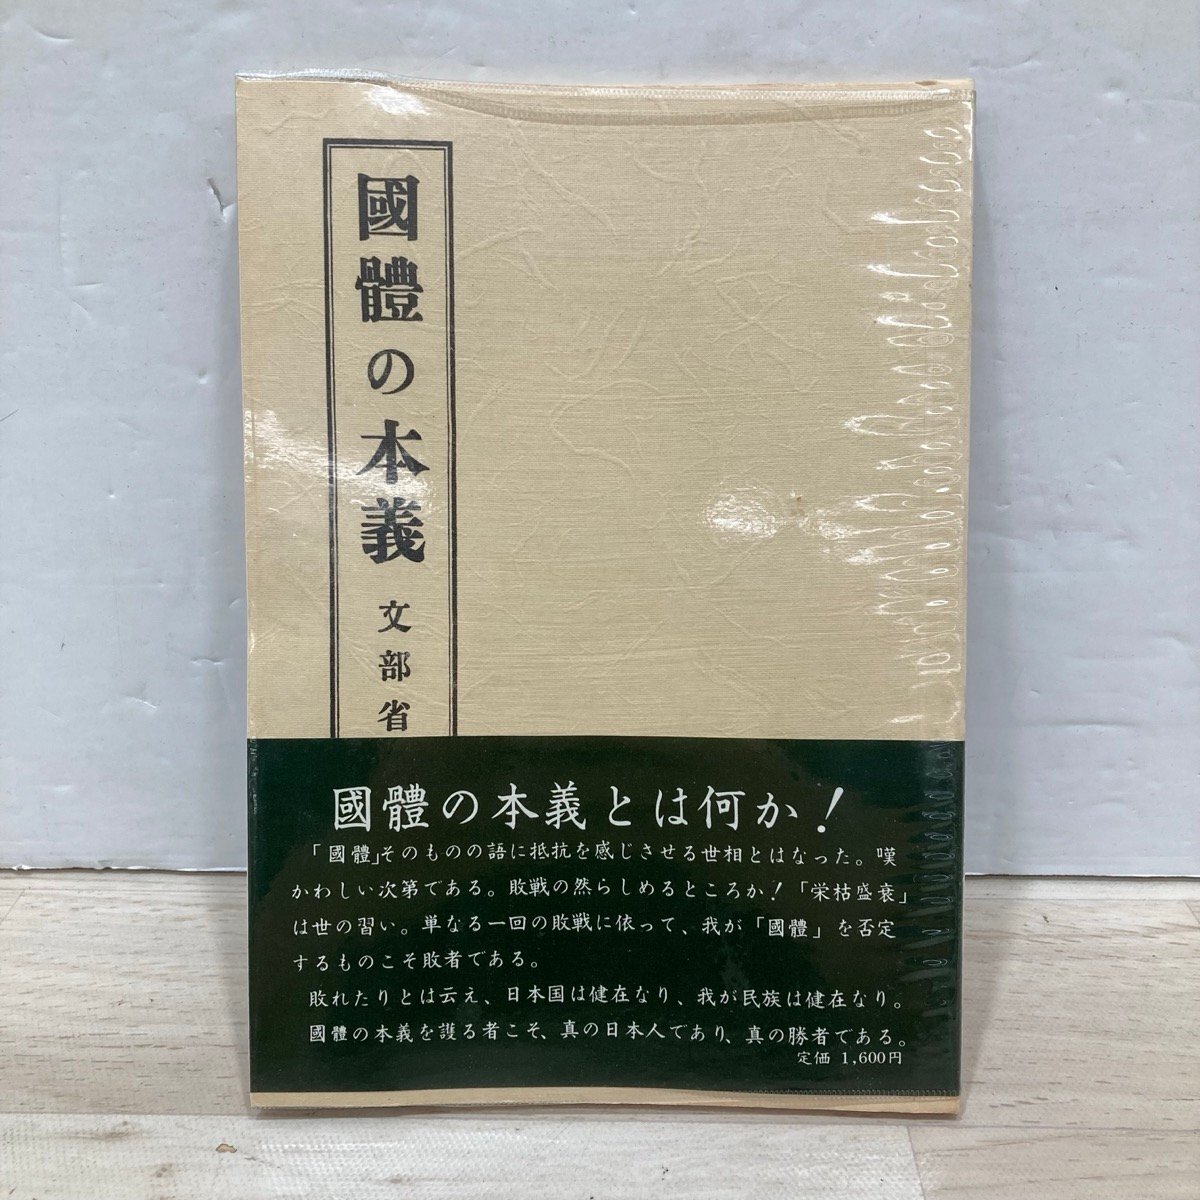 國體の本義 文部省
國體の本義とは何か!
「國體」そのものの語に抵抗を感じさせる世相とはなった。嘆
かわしい次第である。敗戦の然らしめるところか!「栄枯盛衰」
は世の習い。単なる一回の敗戦に依って、我が「國體」を否定
するものこそ敗者である。
敗れたりとは云え、日本国は健在なり、我が民族は健在なり。
國體の本義を護る者こそ、真の日本人であり、真の勝者である。
定価 1,600円